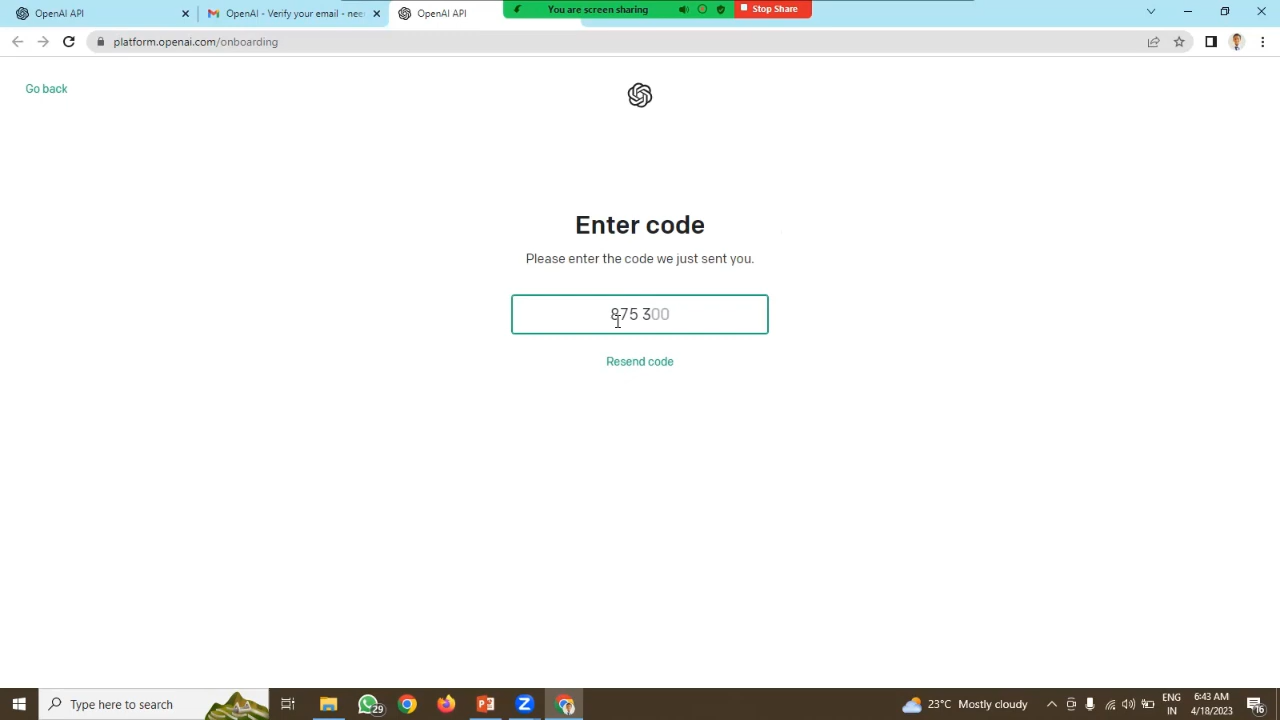 OpenAI API
OpenAI - Verify your email - nee
OpenAI API
You are screen sharing
Stop Share
platform.openai.com/onboarding
Go back
Enter code
Please enter the code we just sent you.
875 300
Resend code
Type here to search
29
23°C Mostly cloudy
ENG
IN
6:43 AM
4/18/2023
16